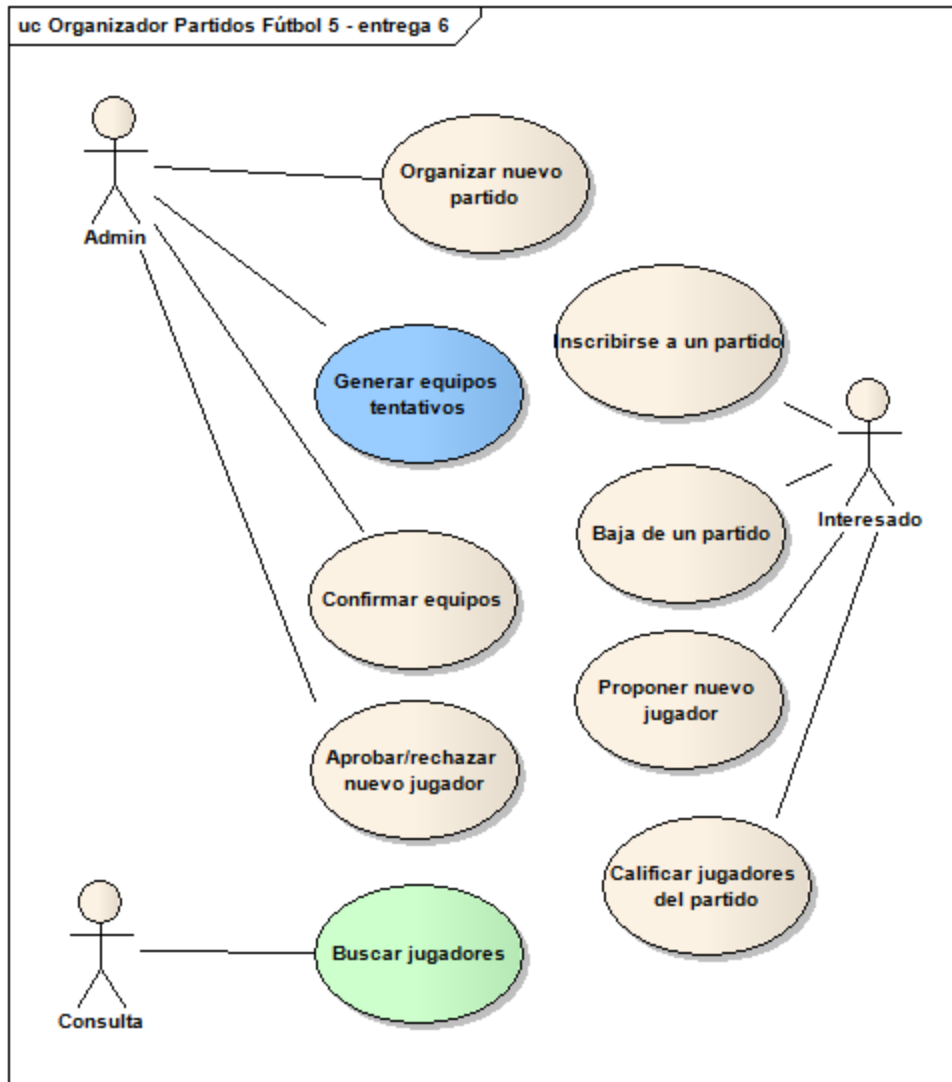 uc Organizador Partidos Fútbol 5 - entrega 6
Organizar nuevo
partido
Admin
Inscribirse a un partido
Generar equipos
tentativos
Interesado
Baja de un partido
Confirmar equipos
Proponer nuevo
jugador
Aprobar/rechazar
nuevo jugador
Calificar jugadores
del partido
Buscar jugadores
Consulta